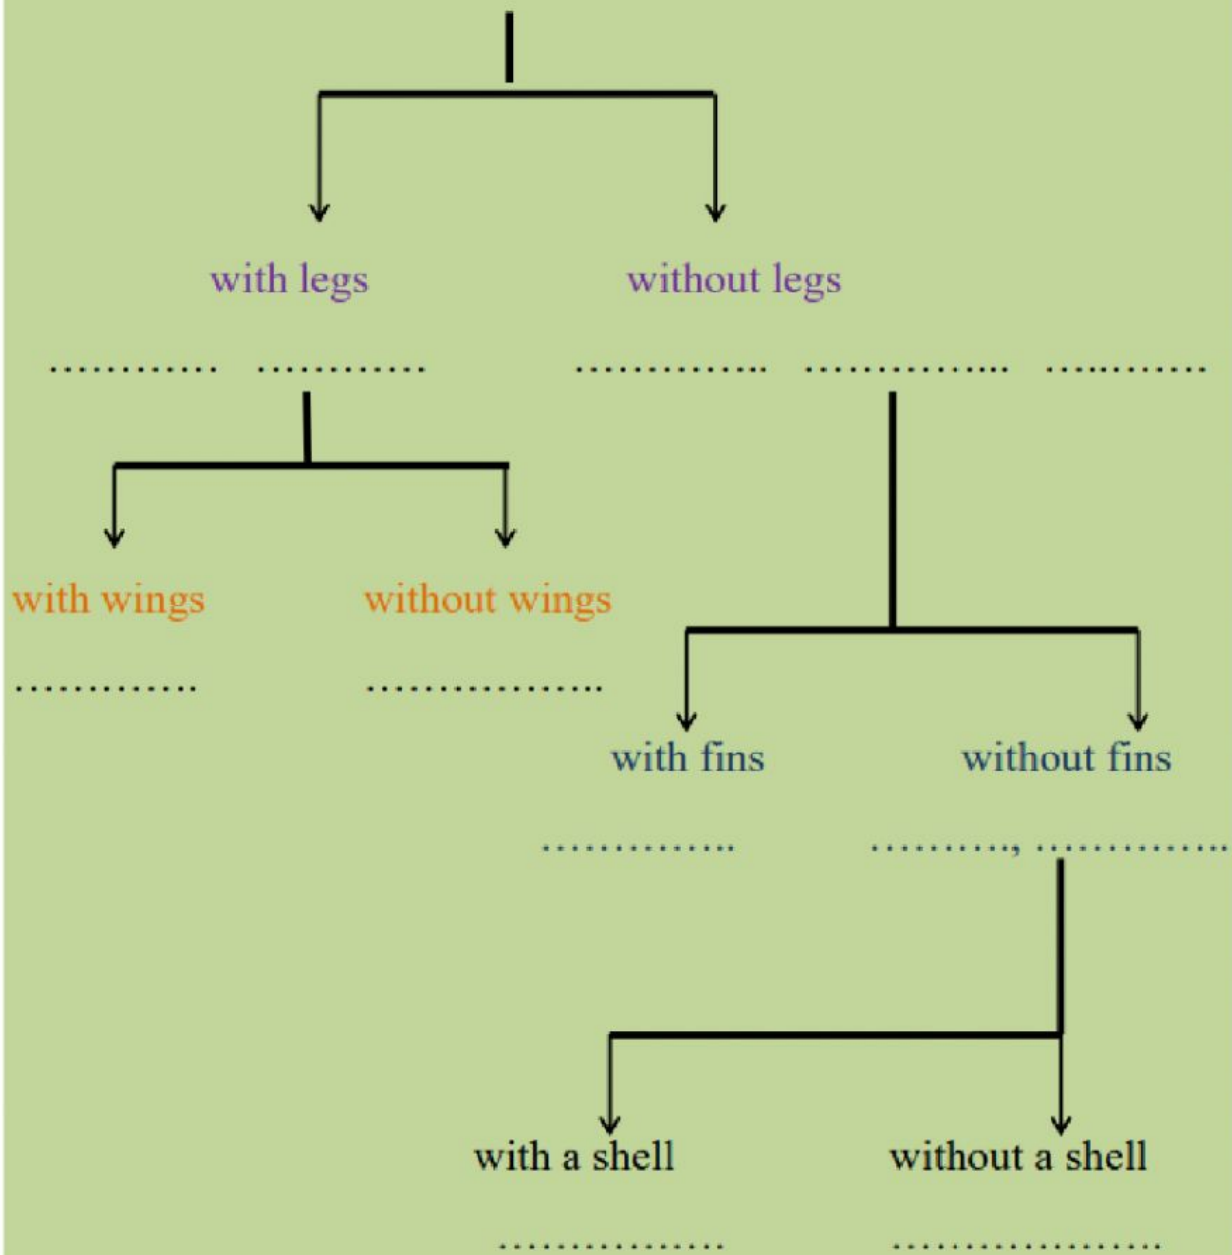 with legs without legs
………… ………… ………….. …………... …..…….
with wings without wings
…………. ……………..
with fins without fins
………….. ………., …………..
with a shell without a shell
……………. ……………….